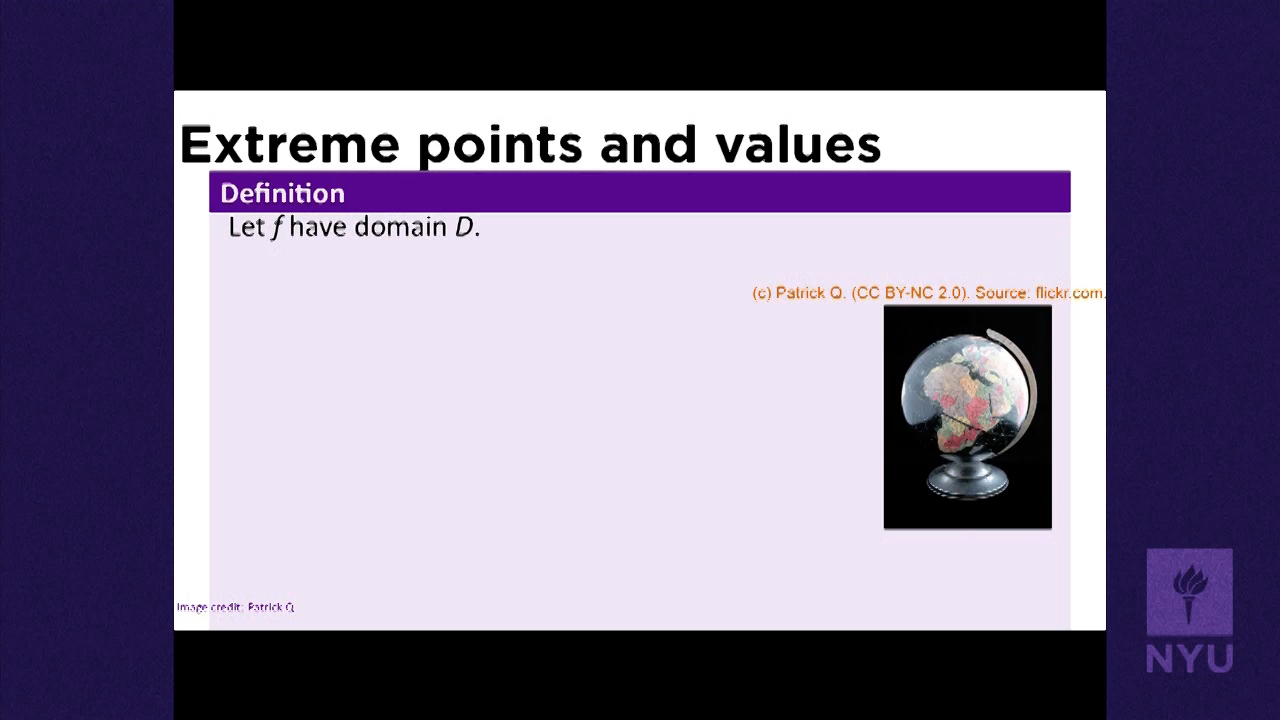 Extreme points and values
Definition
Let f have domain D.
(c) Patrick Q. (CC BY-NC 2.0). Source: flickr.com.
Image credit: Patrick Q
NYU